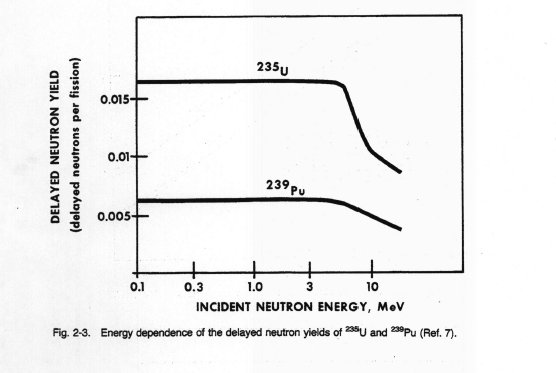 ²³⁵U
DELAYED NEUTRON YIELD
(delayed neutrons per fission)
0.015
0.01
²³⁹Pu
0.005
0.1 0.3 1.0 3 10
INCIDENT NEUTRON ENERGY, MeV
Fig. 2-3. Energy dependence of the delayed neutron yields of ²³⁵U and ²³⁹Pu (Ref. 7).